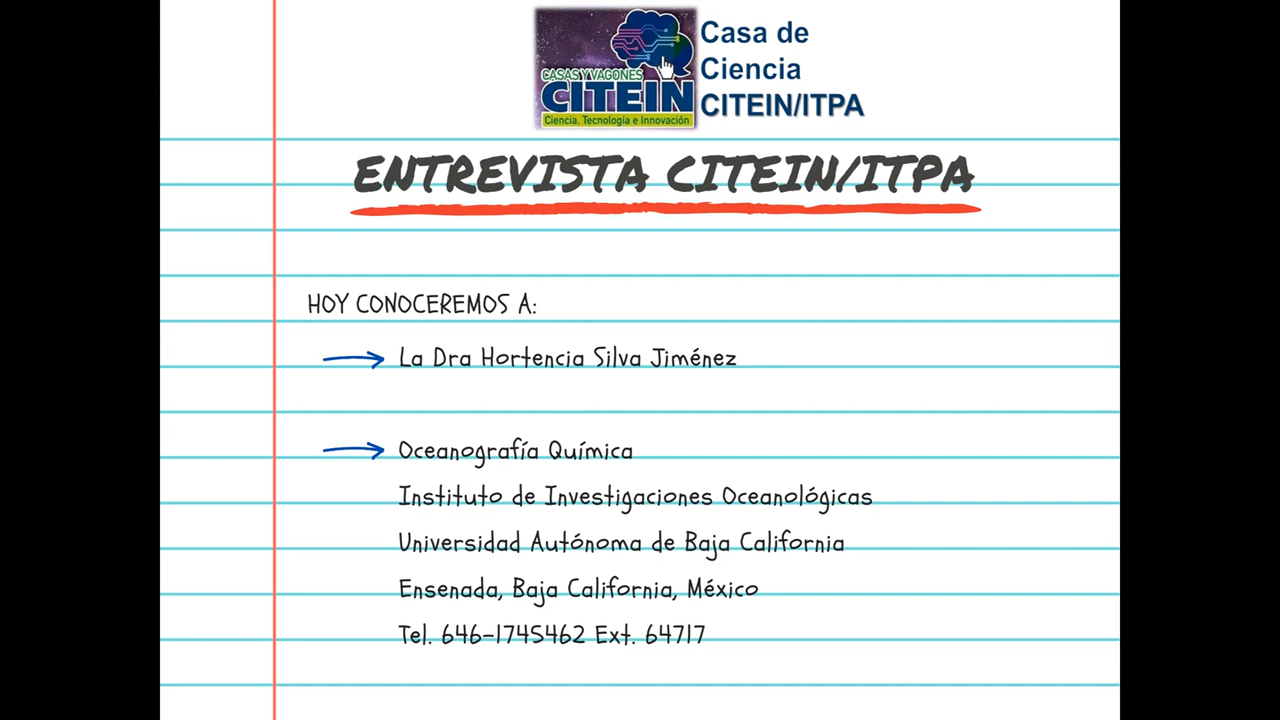 CASAS Y VAGONES
CITEIN
Ciencia, Tecnología e Innovación
Casa de
Ciencia
CITEIN/ITPA
ENTREVISTA CITEIN/ITPA
HOY CONOCEREMOS A:
La Dra Hortencia Silva Jiménez
Oceanografía Química
Instituto de Investigaciones Oceanológicas
Universidad Autónoma de Baja California
Ensenada, Baja California, México
Tel. 646-1745462 Ext. 64717